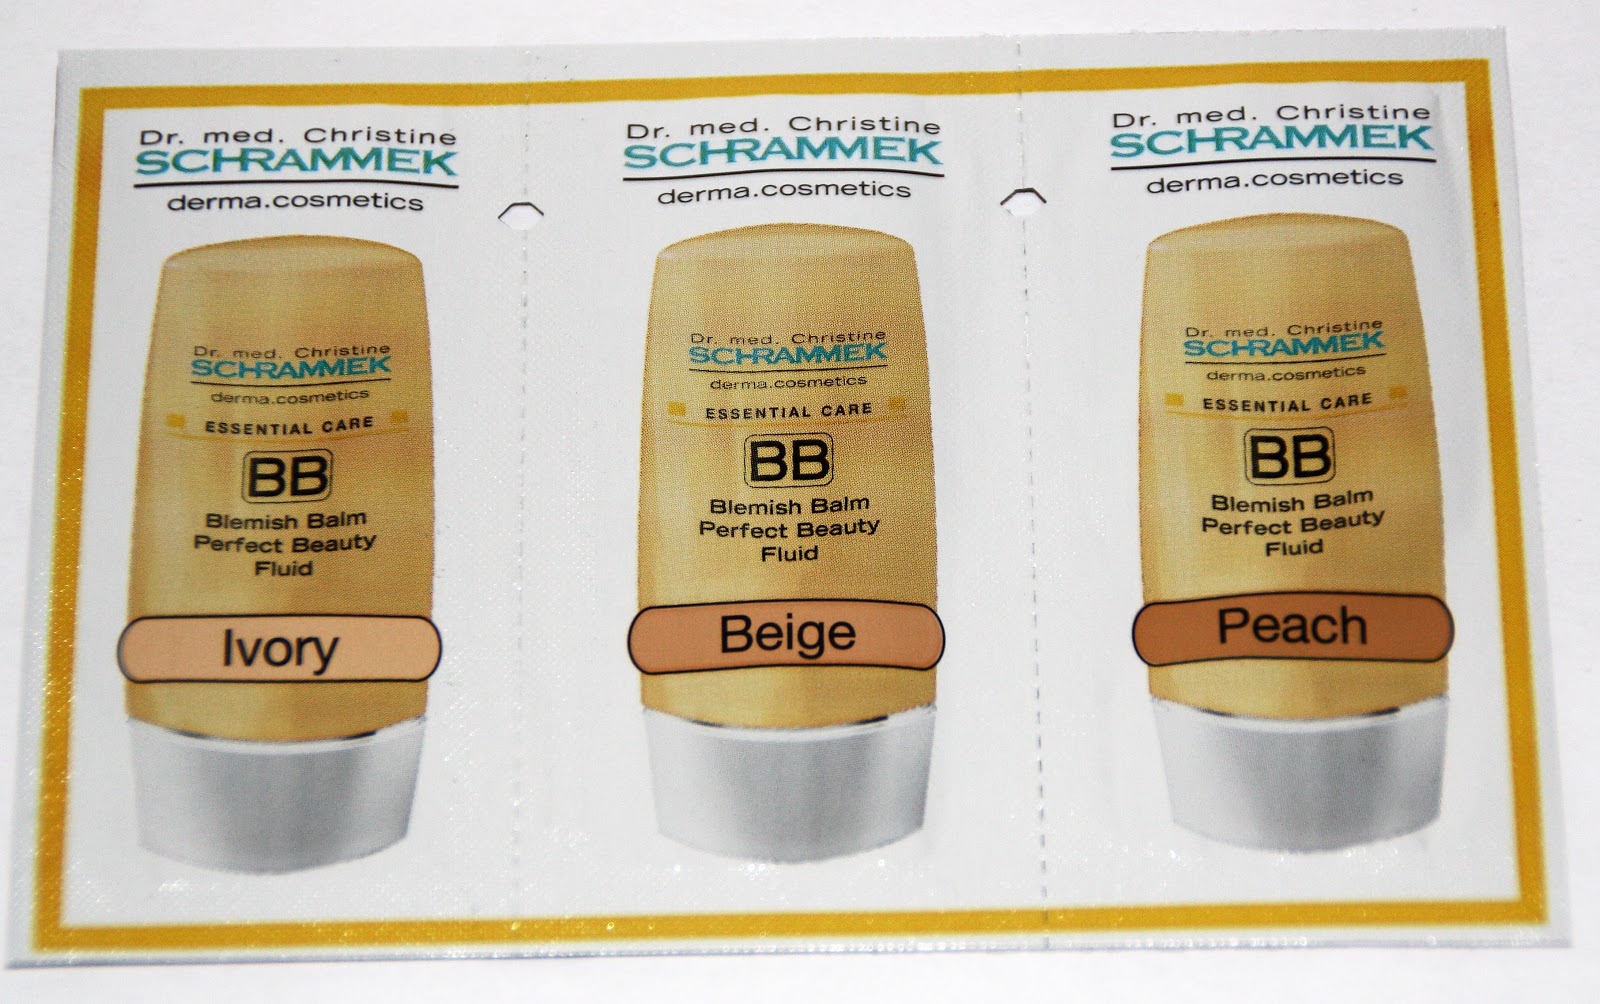 Dr. med. Christine
SCHRAMMEK
derma.cosmetics
Dr. med. Christine
SCHRAMMEK
derma.cosmetics
ESSENTIAL CARE
BB
Blemish Balm
Perfect Beauty
Fluid
Ivory
Dr. med. Christine
SCHRAMMEK
derma.cosmetics
Dr. med. Christine
SCHRAMMEK
derma.cosmetics
ESSENTIAL CARE
BB
Blemish Balm
Perfect Beauty
Fluid
Beige
Dr. med. Christine
SCHRAMMEK
derma.cosmetics
Dr. med. Christine
SCHRAMMEK
derma.cosmetics
ESSENTIAL CARE
BB
Blemish Balm
Perfect Beauty
Fluid
Peach